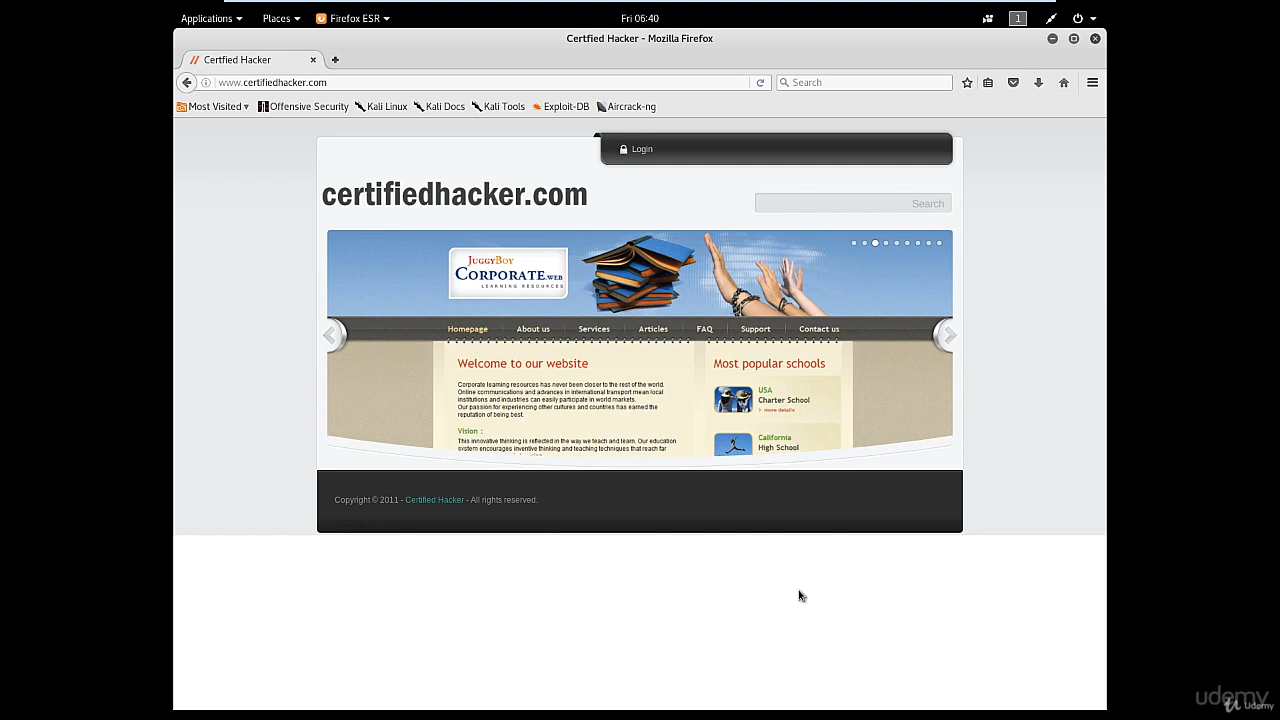 Applications Places Firefox ESR Fri 06:40 1
Certfied Hacker - Mozilla Firefox
Certfied Hacker
www.certifiedhacker.com Search
Most Visited Offensive Security Kali Linux Kali Docs Kali Tools Exploit-DB Aircrack-ng
Login
certifiedhacker.com
Search
JuggyBoy
Corporate.web
LEARNING RESOURCES
Homepage About us Services Articles FAQ Support Contact us
Welcome to our website
Corporate learning resources has never been closer to the rest of the world.
Online communications and advances in international transport mean local
institutions and industries can easily participate in world markets.
Our passion for experiencing other cultures and countries has earned the
reputation of being best.
Vision :
This innovative thinking is reflected in the way we teach and learn. Our education
system encourages inventive thinking and teaching techniques that reach far
Most popular schools
USA
Charter School
more details
California
High School
Copyright © 2011 - Certified Hacker - All rights reserved.
udemy
Udemy